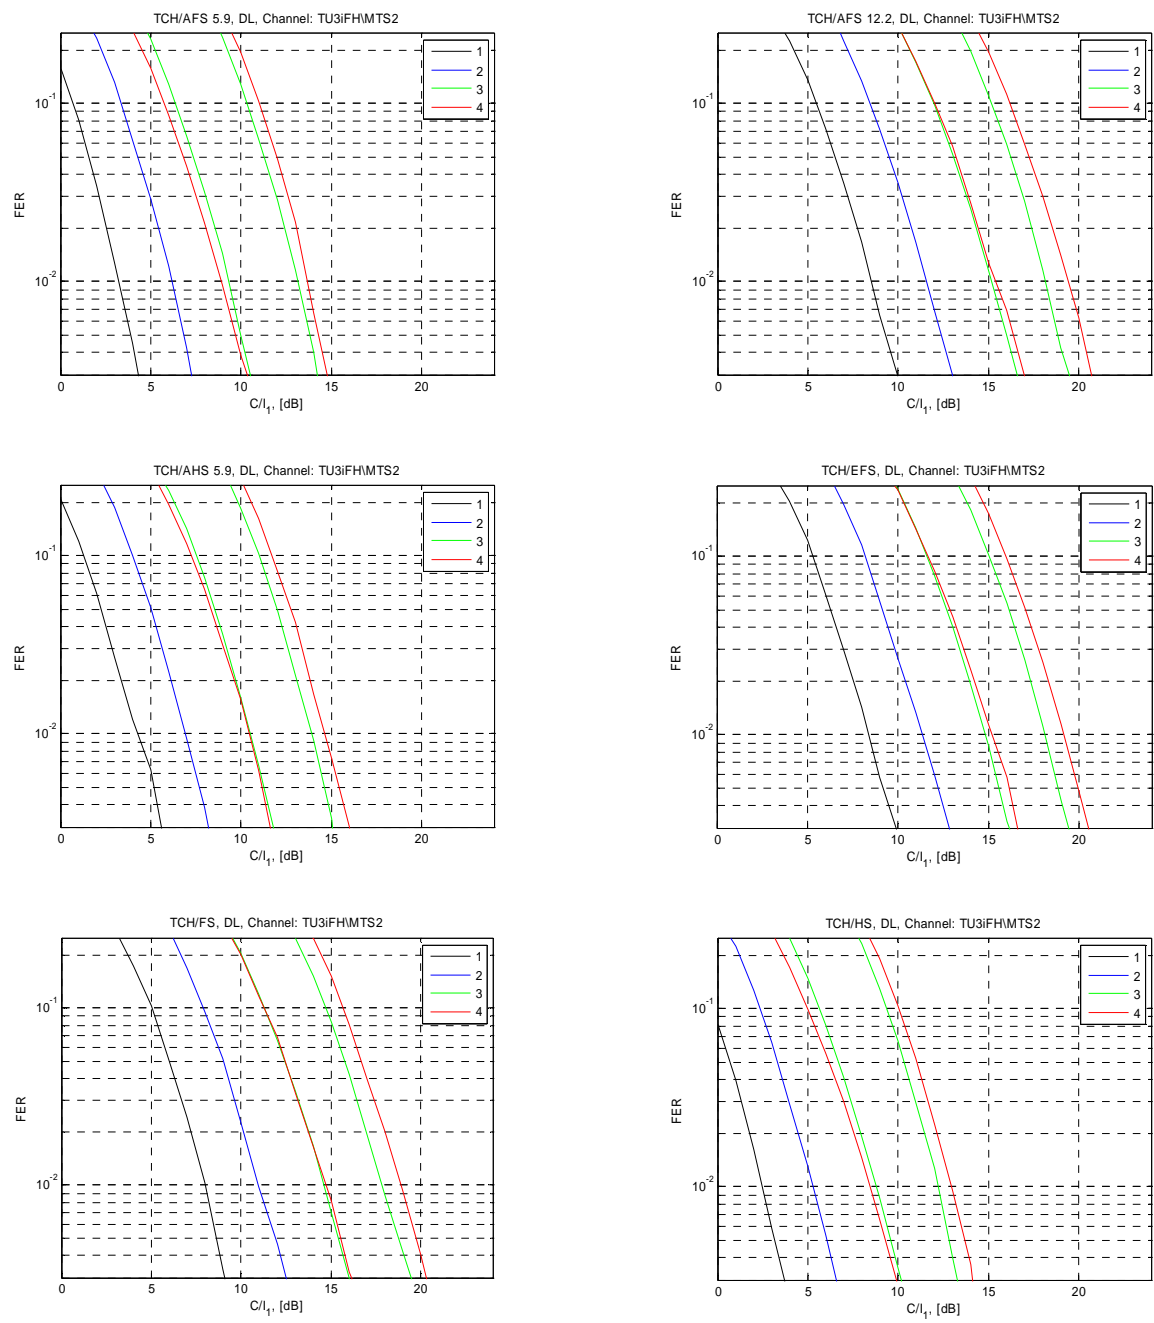 TCH/AFS 5.9, DL, Channel: TU3iFH\MTS2
1
2
3
4
FER
10-1
10-2
0 5 10 15 20
C/I1, [dB]
TCH/AFS 12.2, DL, Channel: TU3iFH\MTS2
1
2
3
4
FER
10-1
10-2
0 5 10 15 20
C/I1, [dB]
TCH/AHS 5.9, DL, Channel: TU3iFH\MTS2
1
2
3
4
FER
10-1
10-2
0 5 10 15 20
C/I1, [dB]
TCH/EFS, DL, Channel: TU3iFH\MTS2
1
2
3
4
FER
10-1
10-2
0 5 10 15 20
C/I1, [dB]
TCH/FS, DL, Channel: TU3iFH\MTS2
1
2
3
4
FER
10-1
10-2
0 5 10 15 20
C/I1, [dB]
TCH/HS, DL, Channel: TU3iFH\MTS2
1
2
3
4
FER
10-1
10-2
0 5 10 15 20
C/I1, [dB]